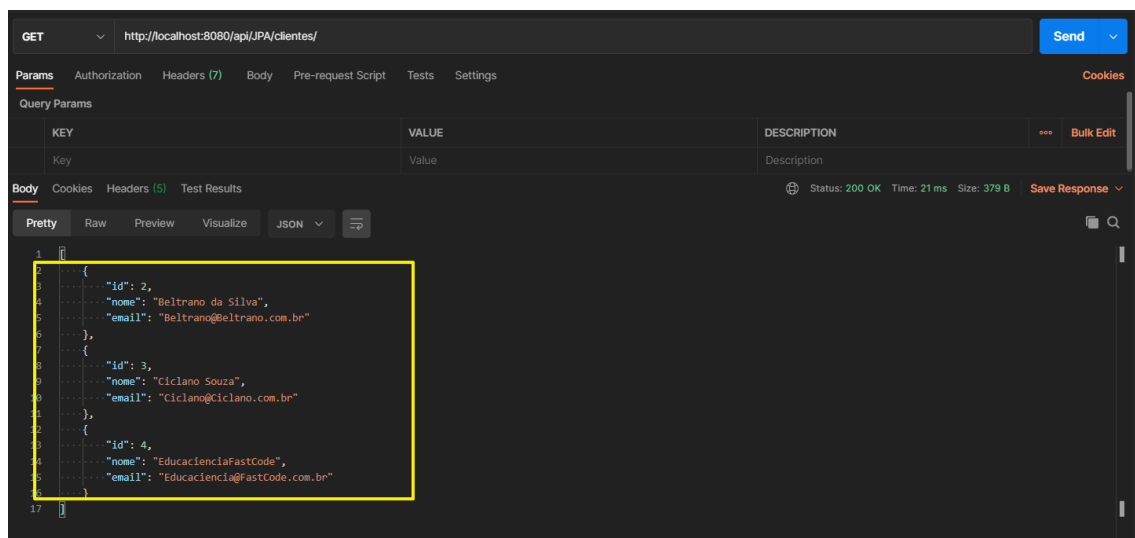 GET http://localhost:8080/api/JPA/clientes/ Send
Params Authorization Headers (7) Body Pre-request Script Tests Settings Cookies
Query Params
KEY VALUE DESCRIPTION ooo Bulk Edit
Key Value Description
Body Cookies Headers (5) Test Results Status: 200 OK Time: 21 ms Size: 379 B Save Response
Pretty Raw Preview Visualize JSON
1 [
2 {
3 "id": 2,
4 "nome": "Beltrano da Silva",
5 "email": "Beltrano@Beltrano.com.br"
6 },
7 {
8 "id": 3,
9 "nome": "Ciclano Souza",
10 "email": "Ciclano@Ciclano.com.br"
11 },
12 {
13 "id": 4,
14 "nome": "EducacienciaFastCode",
15 "email": "Educaciencia@FastCode.com.br"
16 }
17 ]